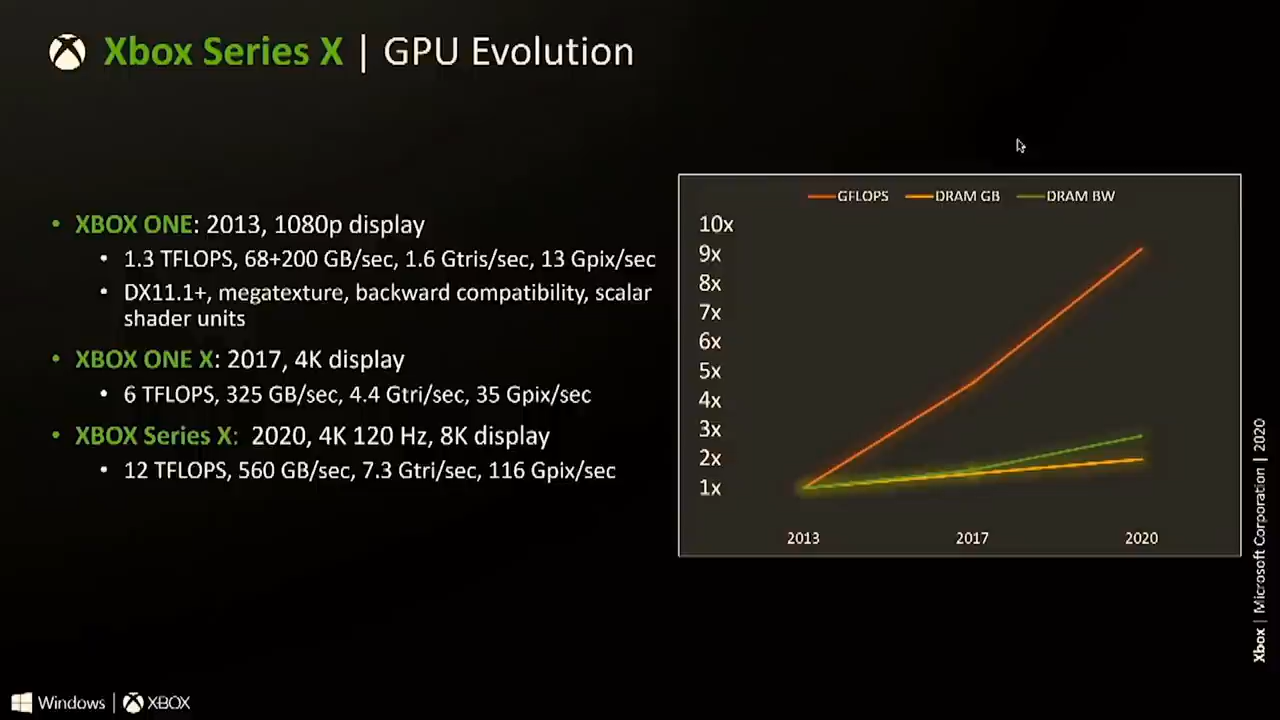 Xbox Series X | GPU Evolution
• XBOX ONE: 2013, 1080p display
• 1.3 TFLOPS, 68+200 GB/sec, 1.6 Gtris/sec, 13 Gpix/sec
• DX11.1+, megatexture, backward compatibility, scalar
shader units
• XBOX ONE X: 2017, 4K display
• 6 TFLOPS, 325 GB/sec, 4.4 Gtri/sec, 35 Gpix/sec
• XBOX Series X: 2020, 4K 120 Hz, 8K display
• 12 TFLOPS, 560 GB/sec, 7.3 Gtri/sec, 116 Gpix/sec
GFLOPS DRAM GB DRAM BW
10x
9x
8x
7x
6x
5x
4x
3x
2x
1x
2013 2017 2020
Xbox | Microsoft Corporation | 2020
Windows | XBOX